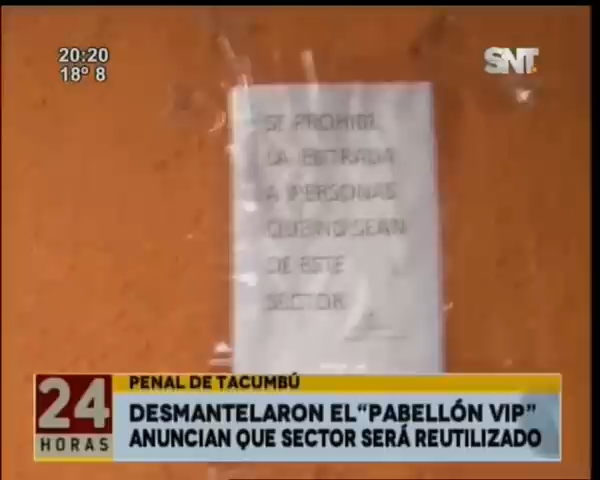 20:20
18° 8
SNT
SE PROHIBE
LA ENTRADA
A PERSONAS
QUE NO SEAN
DE ESTE
SECTOR
24
HORAS
PENAL DE TACUMBÚ
DESMANTELARON EL "PABELLÓN VIP"
ANUNCIAN QUE SECTOR SERÁ REUTILIZADO